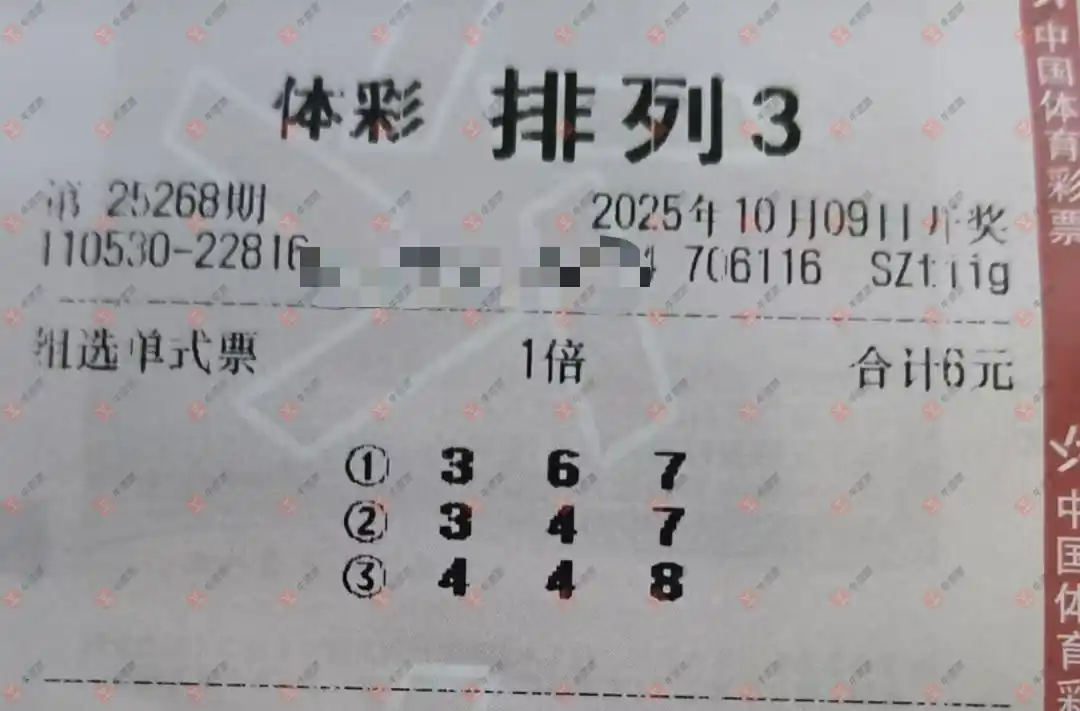 体彩 排列3
第 25268期 2025年10月09日开奖
110530-22816 706116 SZtjig
组选单式票 1倍 合计6元
① 3 6 7
② 3 4 7
③ 4 4 8
中国体育彩票
中国体育彩